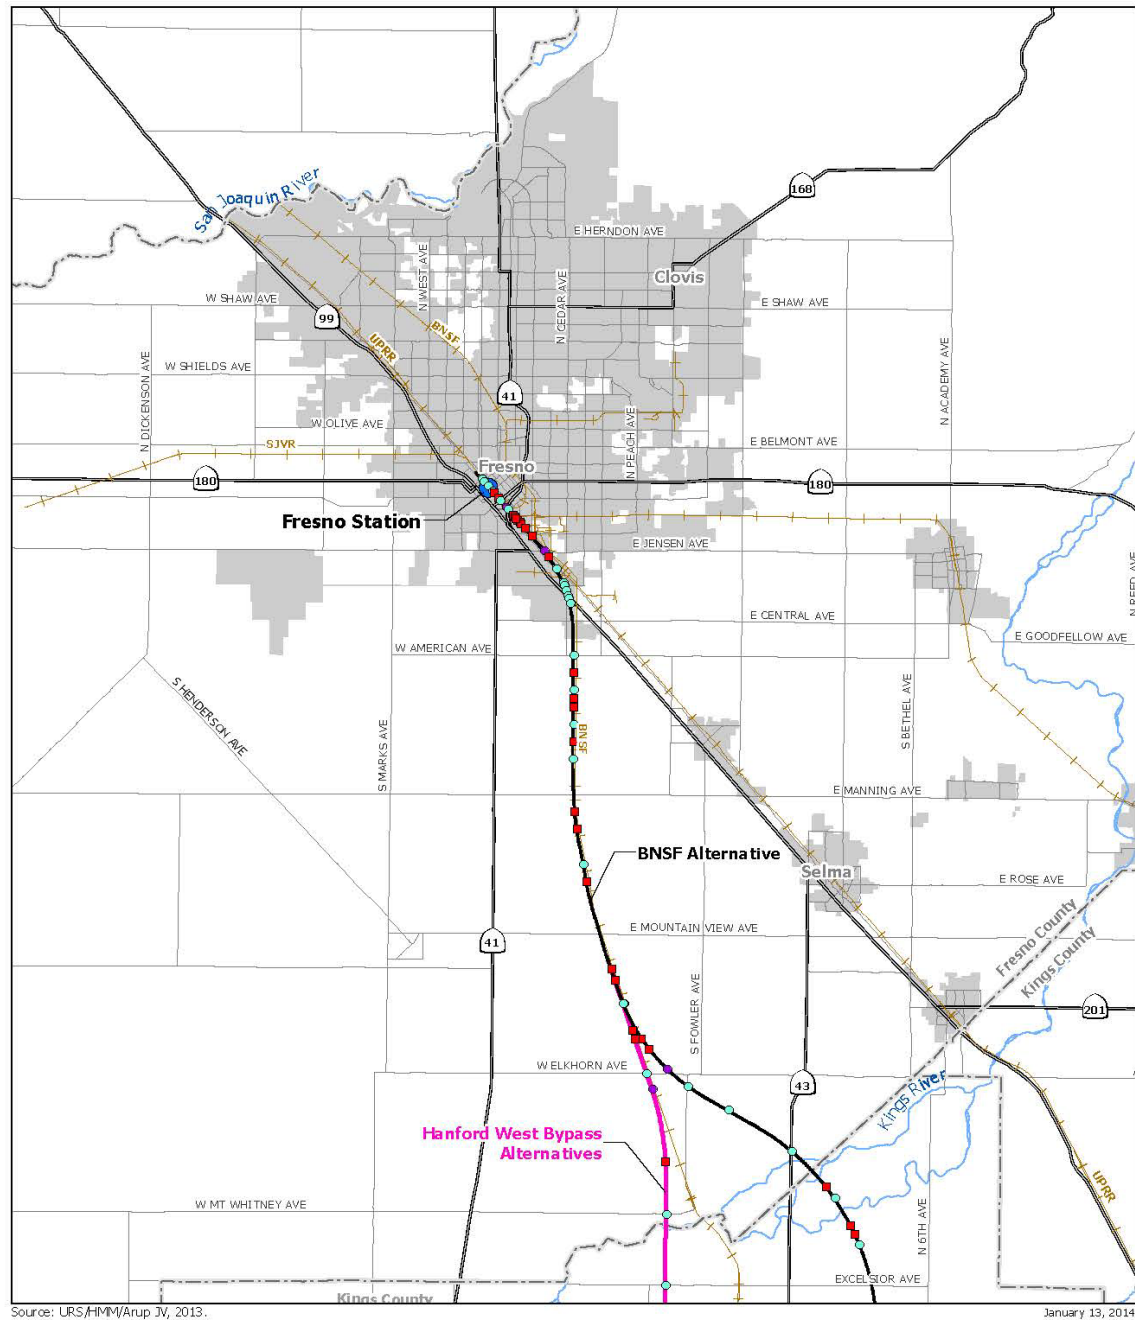 168
San Joaquin River
E HERNDON AVE
N WEST AVE
Clovis
N CEDAR AVE
W SHAW AVE
E SHAW AVE
99
BNSF
UPRR
N DICKENSON AVE
W SHIELDS AVE
N ACADEMY AVE
41
W OLIVE AVE
N PEACH AVE
E BELMONT AVE
SJVR
Fresno
180
180
Fresno Station
E JENSEN AVE
N REED AVE
E CENTRAL AVE
E GOODFELLOW AVE
W AMERICAN AVE
S HENDERSON AVE
S BETHEL AVE
S MARKS AVE
BNSF
E MANNING AVE
BNSF Alternative
Selma
E ROSE AVE
E MOUNTAIN VIEW AVE
Fresno County
Kings County
41
S FOWLER AVE
201
W ELKHORN AVE
43
Kings River
Hanford West Bypass
Alternatives
UPRR
W MT WHITNEY AVE
N 6TH AVE
EXCELSIOR AVE
Kings County
Source: URS/HMM/Arup JV, 2013.
January 13, 2014